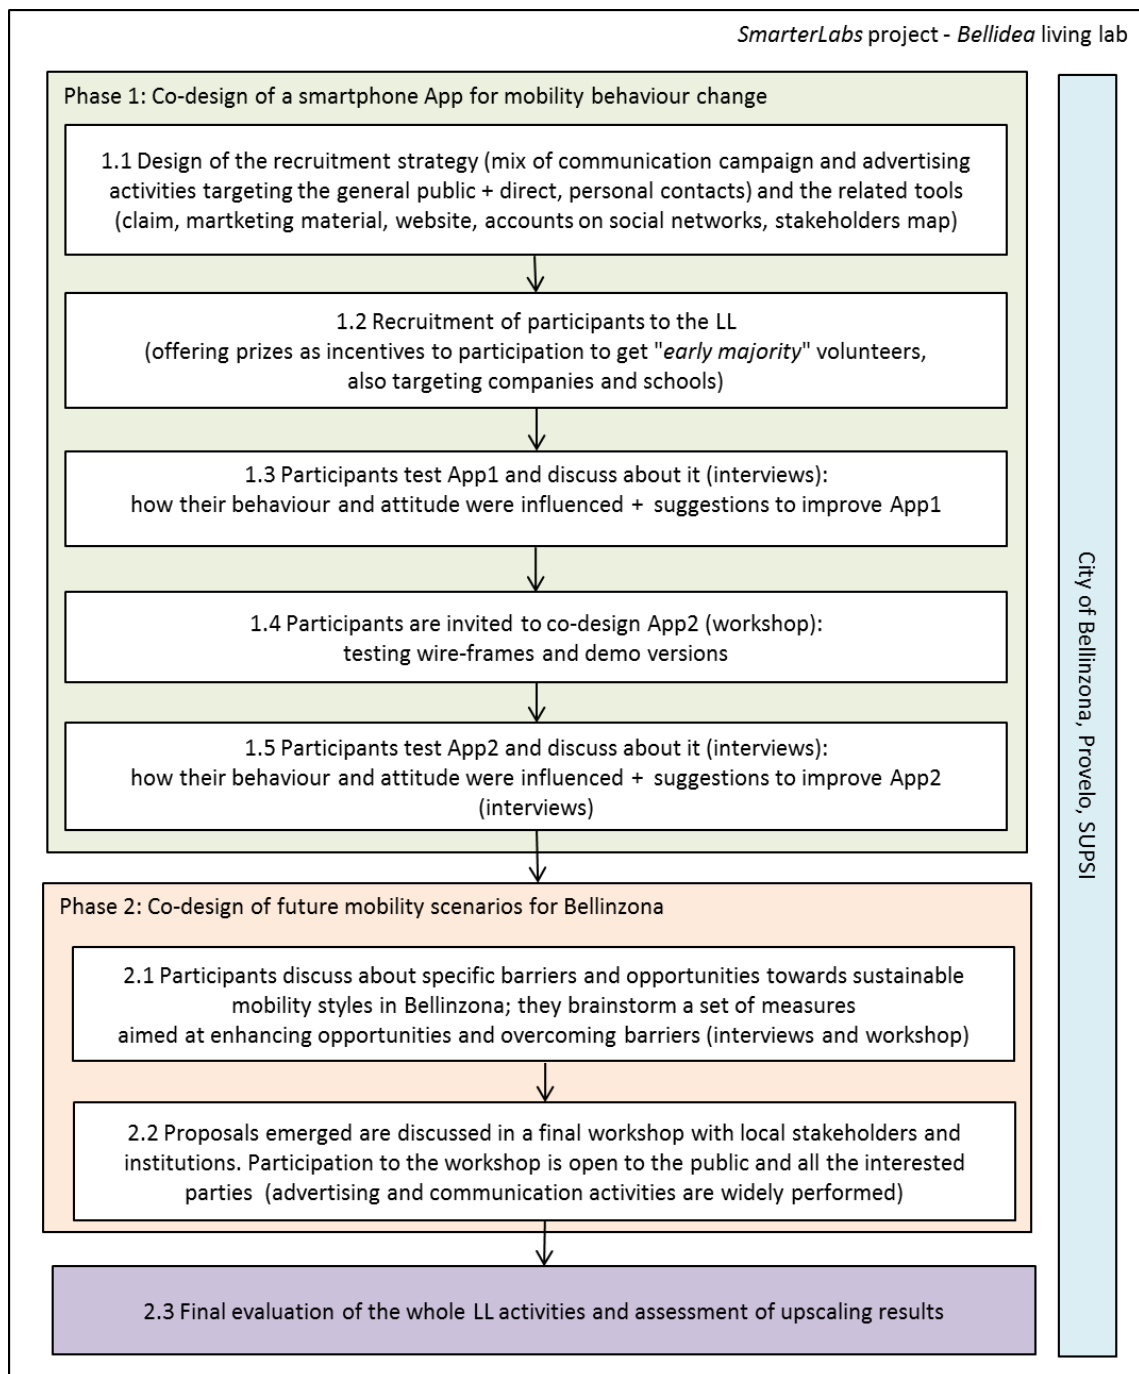 SmarterLabs project - Bellidea living lab
Phase 1: Co-design of a smartphone App for mobility behaviour change
1.1 Design of the recruitment strategy (mix of communication campaign and advertising
activities targeting the general public + direct, personal contacts) and the related tools
(claim, martketing material, website, accounts on social networks, stakeholders map)
1.2 Recruitment of participants to the LL
(offering prizes as incentives to participation to get "early majority" volunteers,
also targeting companies and schools)
1.3 Participants test App1 and discuss about it (interviews):
how their behaviour and attitude were influenced + suggestions to improve App1
1.4 Participants are invited to co-design App2 (workshop):
testing wire-frames and demo versions
1.5 Participants test App2 and discuss about it (interviews):
how their behaviour and attitude were influenced + suggestions to improve App2
(interviews)
Phase 2: Co-design of future mobility scenarios for Bellinzona
2.1 Participants discuss about specific barriers and opportunities towards sustainable
mobility styles in Bellinzona; they brainstorm a set of measures
aimed at enhancing opportunities and overcoming barriers (interviews and workshop)
2.2 Proposals emerged are discussed in a final workshop with local stakeholders and
institutions. Participation to the workshop is open to the public and all the interested
parties (advertising and communication activities are widely performed)
2.3 Final evaluation of the whole LL activities and assessment of upscaling results
City of Bellinzona, Provelo, SUPSI